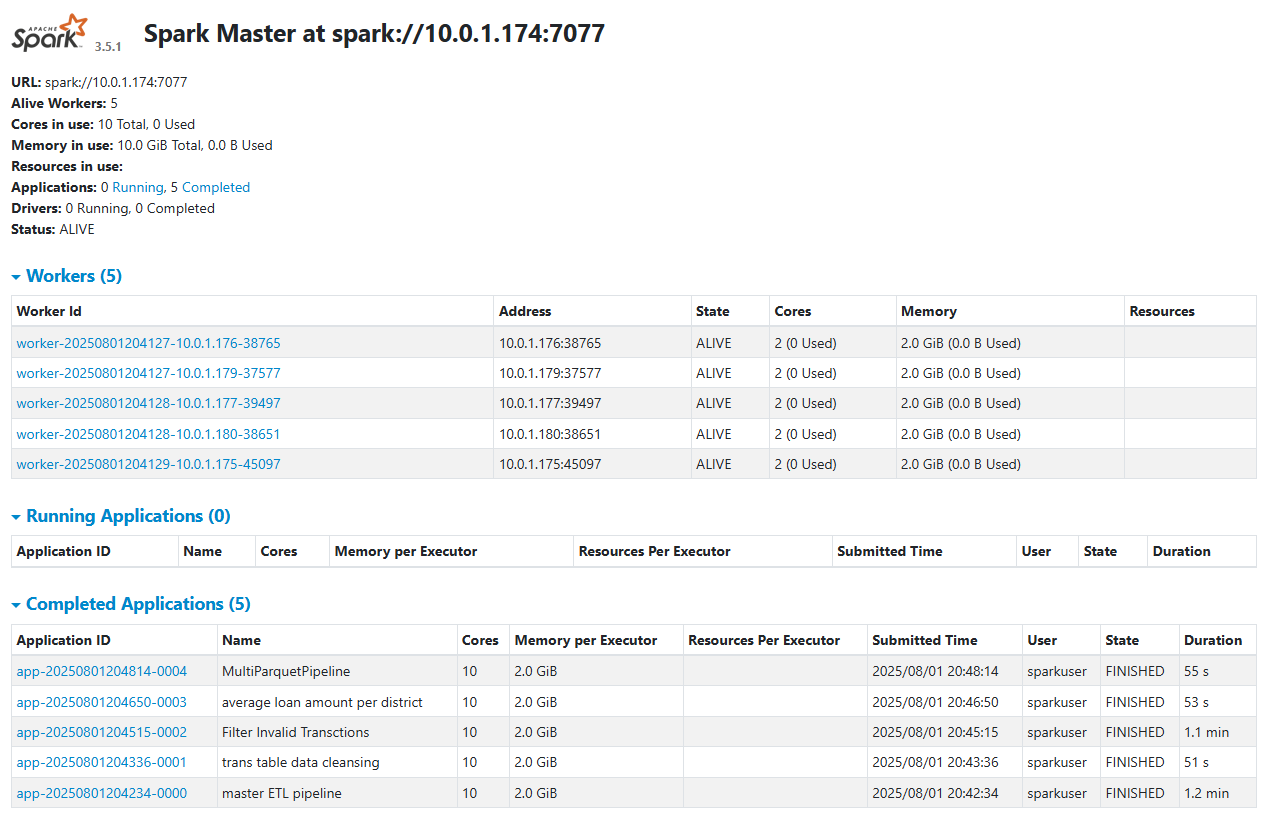 APACHE
Spark 3.5.1 Spark Master at spark://10.0.1.174:7077
URL: spark://10.0.1.174:7077
Alive Workers: 5
Cores in use: 10 Total, 0 Used
Memory in use: 10.0 GiB Total, 0.0 B Used
Resources in use:
Applications: 0 Running, 5 Completed
Drivers: 0 Running, 0 Completed
Status: ALIVE
Workers (5)
Worker Id Address State Cores Memory Resources
worker-20250801204127-10.0.1.176-38765 10.0.1.176:38765 ALIVE 2 (0 Used) 2.0 GiB (0.0 B Used)
worker-20250801204127-10.0.1.179-37577 10.0.1.179:37577 ALIVE 2 (0 Used) 2.0 GiB (0.0 B Used)
worker-20250801204128-10.0.1.177-39497 10.0.1.177:39497 ALIVE 2 (0 Used) 2.0 GiB (0.0 B Used)
worker-20250801204128-10.0.1.180-38651 10.0.1.180:38651 ALIVE 2 (0 Used) 2.0 GiB (0.0 B Used)
worker-20250801204129-10.0.1.175-45097 10.0.1.175:45097 ALIVE 2 (0 Used) 2.0 GiB (0.0 B Used)
Running Applications (0)
Application ID Name Cores Memory per Executor Resources Per Executor Submitted Time User State Duration
Completed Applications (5)
Application ID Name Cores Memory per Executor Resources Per Executor Submitted Time User State Duration
app-20250801204814-0004 MultiParquetPipeline 10 2.0 GiB 2025/08/01 20:48:14 sparkuser FINISHED 55 s
app-20250801204650-0003 average loan amount per district 10 2.0 GiB 2025/08/01 20:46:50 sparkuser FINISHED 53 s
app-20250801204515-0002 Filter Invalid Transctions 10 2.0 GiB 2025/08/01 20:45:15 sparkuser FINISHED 1.1 min
app-20250801204336-0001 trans table data cleansing 10 2.0 GiB 2025/08/01 20:43:36 sparkuser FINISHED 51 s
app-20250801204234-0000 master ETL pipeline 10 2.0 GiB 2025/08/01 20:42:34 sparkuser FINISHED 1.2 min